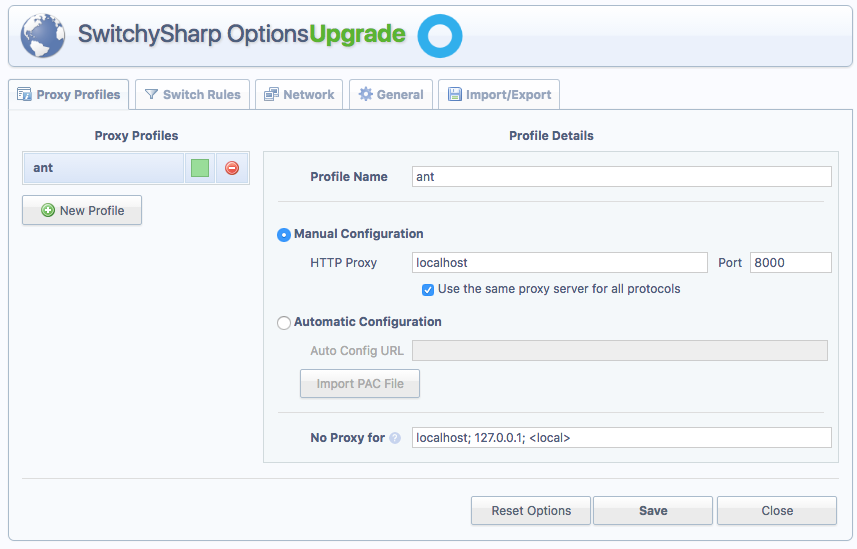 SwitchySharp Options Upgrade
Proxy Profiles
Switch Rules
Network
General
Import/Export
Proxy Profiles
ant
New Profile
Profile Details
Profile Name
ant
Manual Configuration
HTTP Proxy
localhost
Port
8000
Use the same proxy server for all protocols
Automatic Configuration
Auto Config URL
Import PAC File
No Proxy for
?
localhost; 127.0.0.1; <local>
Reset Options
Save
Close